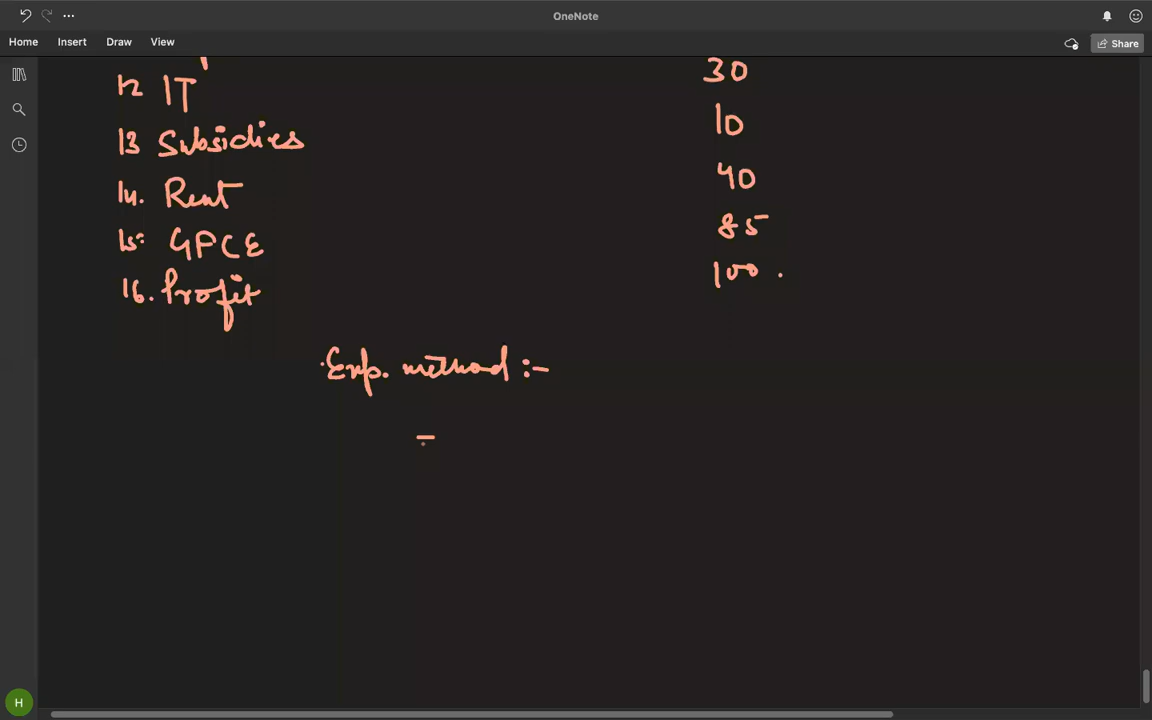 OneNote
Home Insert Draw View Share
12 IT 30
13 Subsidies 10
14. Rent 40
15: GPCE 85
16. Profit 100.
Exp. method :-
H